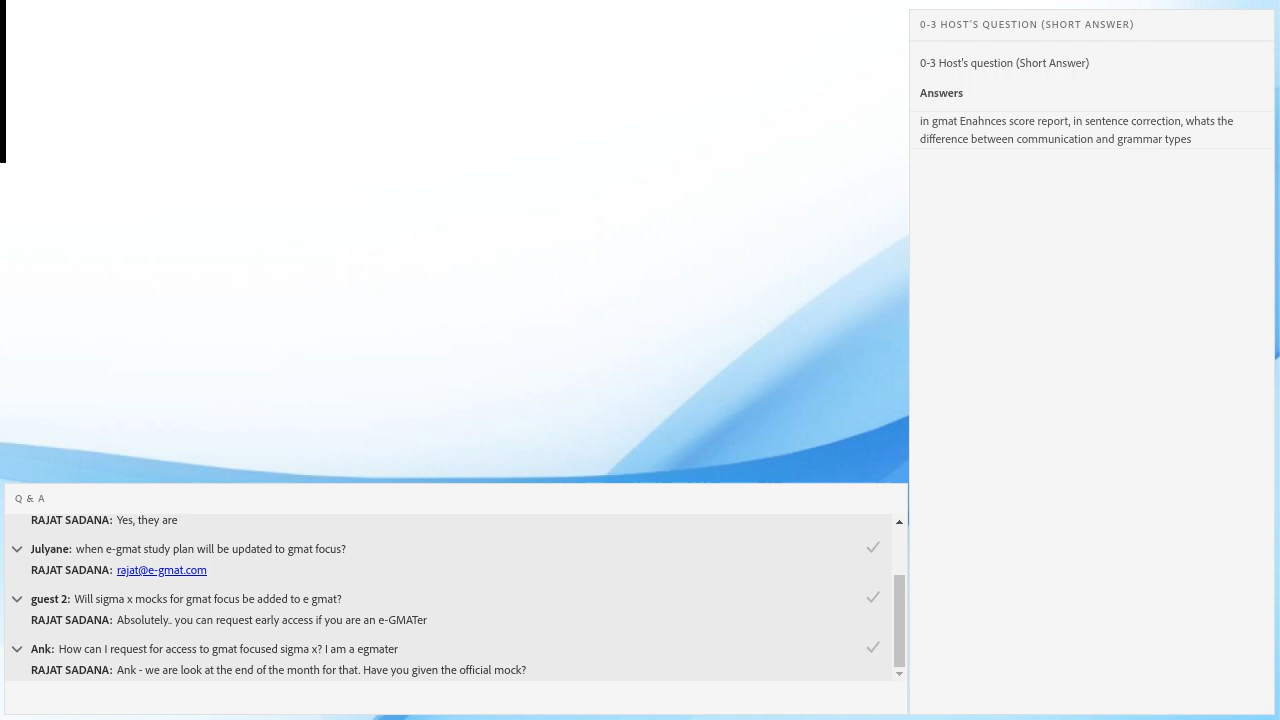 0-3 HOST'S QUESTION (SHORT ANSWER)
0-3 Host's question (Short Answer)
Answers
in gmat Enahnces score report, in sentence correction, whats the
difference between communication and grammar types
Q & A
RAJAT SADANA: Yes, they are
Julyane: when e-gmat study plan will be updated to gmat focus?
RAJAT SADANA: rajat@e-gmat.com
guest 2: Will sigma x mocks for gmat focus be added to e gmat?
RAJAT SADANA: Absolutely.. you can request early access if you are an e-GMATer
Ank: How can I request for access to gmat focused sigma x? I am a egmater
RAJAT SADANA: Ank - we are look at the end of the month for that. Have you given the official mock?